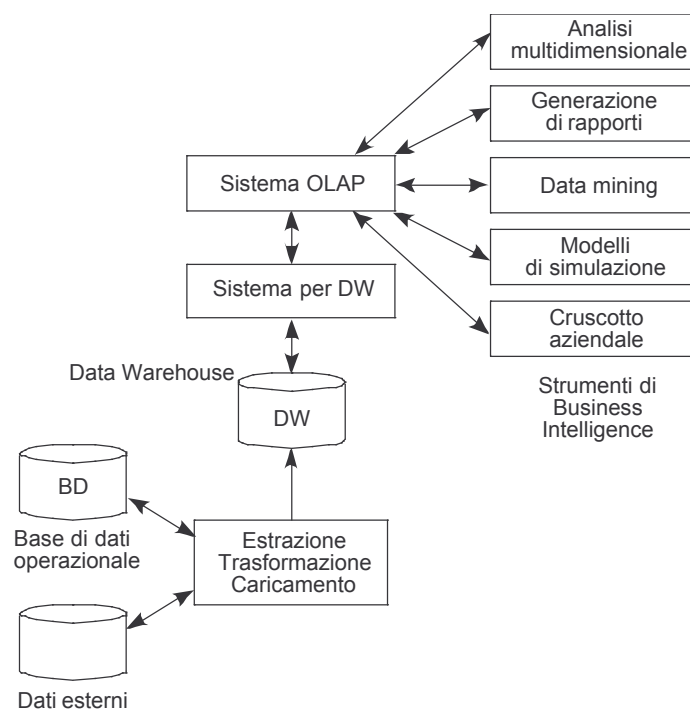 Analisi
multidimensionale
Generazione
di rapporti
Sistema OLAP
Data mining
Modelli
di simulazione
Sistema per DW
Cruscotto
aziendale
Data Warehouse
DW
Strumenti di
Business
Intelligence
BD
Base di dati
operazionale
Estrazione
Trasformazione
Caricamento
Dati esterni